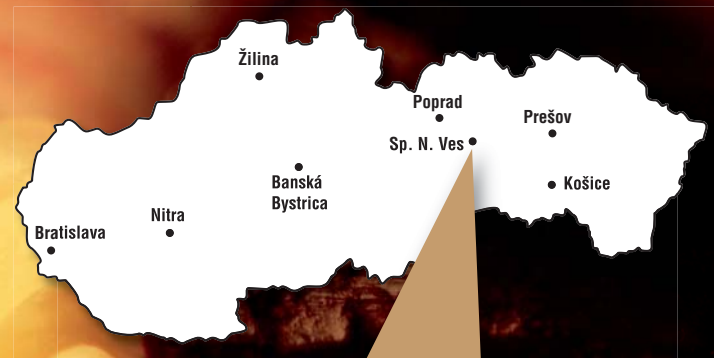 Žilina
Poprad
Prešov
Sp. N. Ves
Banská
Bystrica
Košice
Nitra
Bratislava